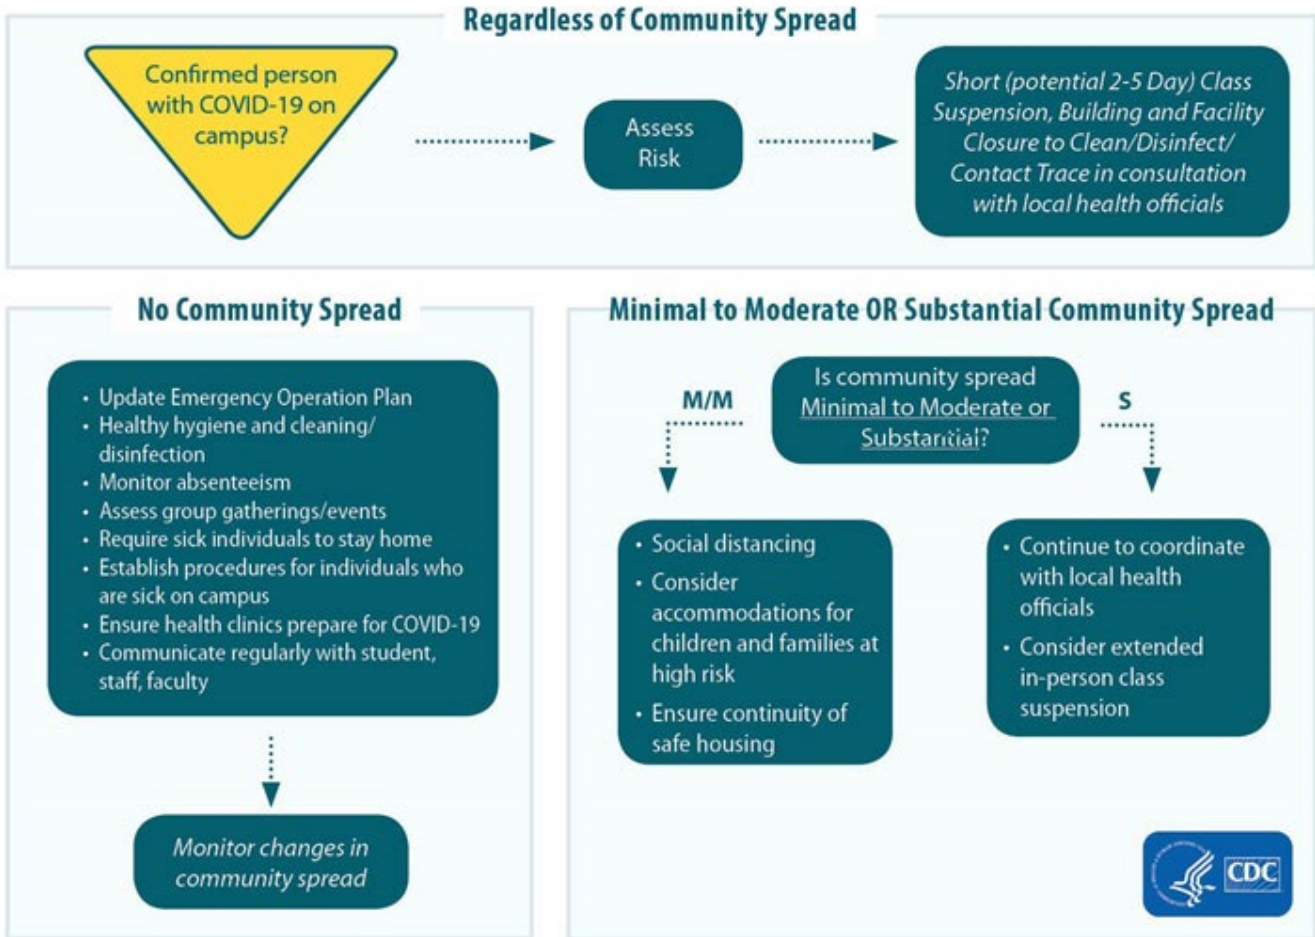 Regardless of Community Spread
Confirmed person
with COVID-19 on
campus?
Assess
Risk
Short (potential 2-5 Day) Class
Suspension, Building and Facility
Closure to Clean/Disinfect/
Contact Trace in consultation
with local health officials
No Community Spread
• Update Emergency Operation Plan
• Healthy hygiene and cleaning/
disinfection
• Monitor absenteeism
• Assess group gatherings/events
• Require sick individuals to stay home
• Establish procedures for individuals who
are sick on campus
• Ensure health clinics prepare for COVID-19
• Communicate regularly with student,
staff, faculty
Monitor changes in
community spread
Minimal to Moderate OR Substantial Community Spread
Is community spread
Minimal to Moderate or
Substantial?
M/M
S
• Social distancing
• Consider
accommodations for
children and families at
high risk
• Ensure continuity of
safe housing
• Continue to coordinate
with local health
officials
• Consider extended
in-person class
suspension
CDC